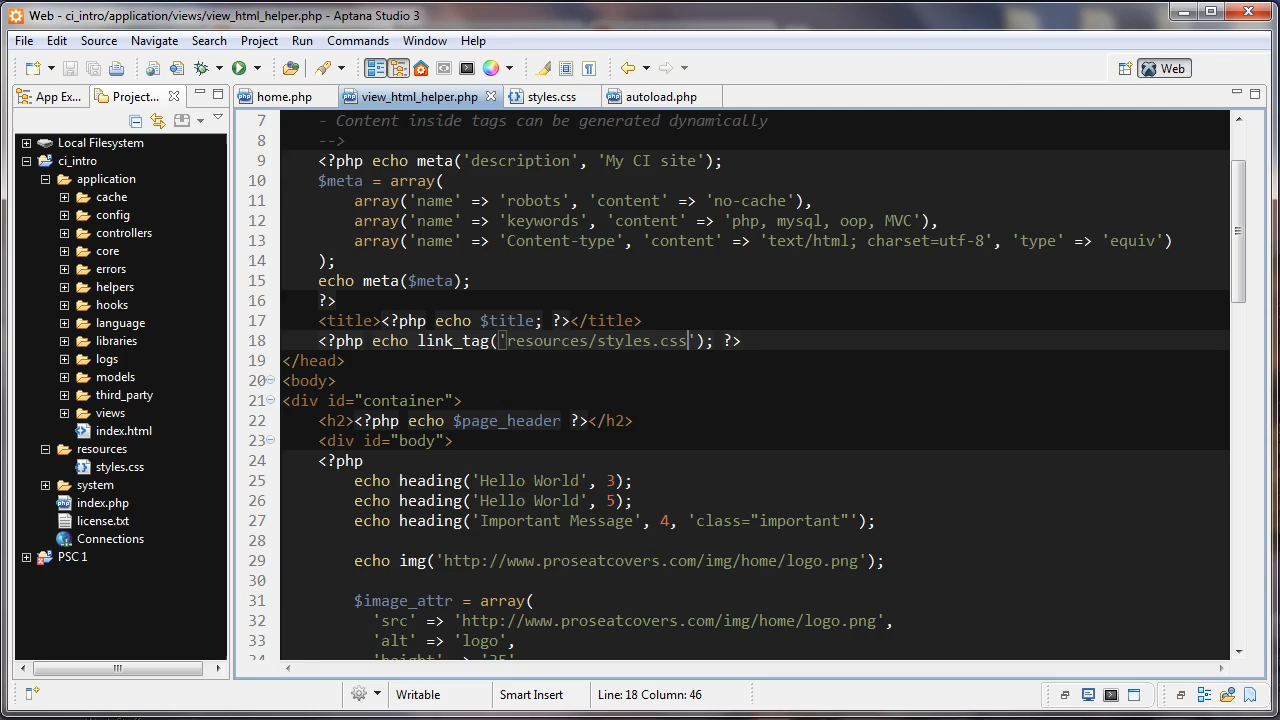 Web - ci_intro/application/views/view_html_helper.php - Aptana Studio 3
File Edit Source Navigate Search Project Run Commands Window Help
Web
App Ex... Project...
home.php view_html_helper.php styles.css autoload.php
Local Filesystem
ci_intro
application
cache
config
controllers
core
errors
helpers
hooks
language
libraries
logs
models
third_party
views
index.html
resources
styles.css
system
index.php
license.txt
Connections
PSC 1
7 - Content inside tags can be generated dynamically
8 -->
9 <?php echo meta('description', 'My CI site');
10 $meta = array(
11 array('name' => 'robots', 'content' => 'no-cache'),
12 array('name' => 'keywords', 'content' => 'php, mysql, oop, MVC'),
13 array('name' => 'Content-type', 'content' => 'text/html; charset=utf-8', 'type' => 'equiv')
14 );
15 echo meta($meta);
16 ?>
17 <title><?php echo $title; ?></title>
18 <?php echo link_tag('resources/styles.css'); ?>
19 </head>
20 <body>
21 <div id="container">
22 <h2><?php echo $page_header ?></h2>
23 <div id="body">
24 <?php
25 echo heading('Hello World', 3);
26 echo heading('Hello World', 5);
27 echo heading('Important Message', 4, 'class="important"');
28
29 echo img('http://www.proseatcovers.com/img/home/logo.png');
30
31 $image_attr = array(
32 'src' => 'http://www.proseatcovers.com/img/home/logo.png',
33 'alt' => 'logo',
Writable Smart Insert Line: 18 Column: 46